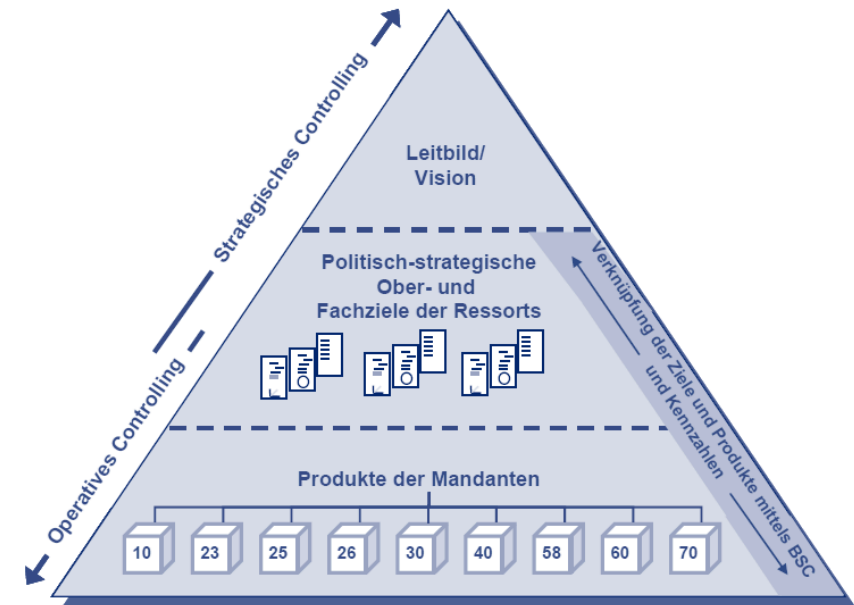 Strategisches Controlling
Operatives Controlling
Leitbild/
Vision
Politisch-strategische
Ober- und
Fachziele der Ressorts
Verknüpfung der Ziele und Produkte mittels BSC
und Kennzahlen
Produkte der Mandanten
10 23 25 26 30 40 58 60 70